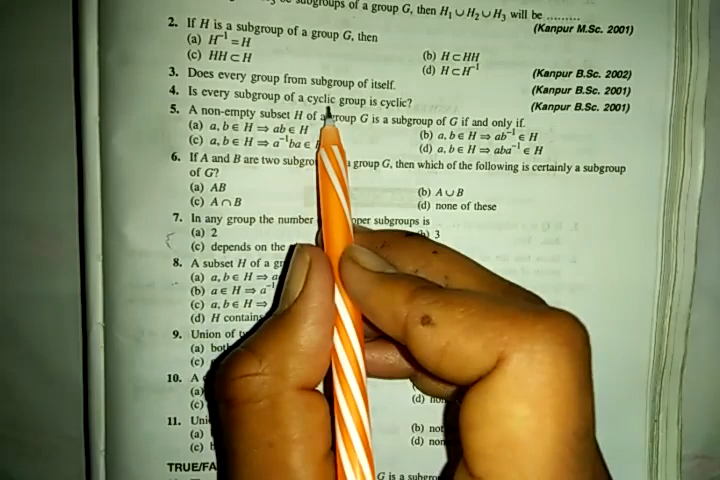 subgroups of a group G, then H₁ ∪ H₂ ∪ H₃ will be .........
(Kanpur M.Sc. 2001)
2. If H is a subgroup of a group G, then
(a) H⁻¹ = H (b) H ⊂ HH
(c) HH ⊂ H (d) H ⊂ H⁻¹
3. Does every group from subgroup of itself. (Kanpur B.Sc. 2002)
4. Is every subgroup of a cyclic group is cyclic? (Kanpur B.Sc. 2001)
5. A non-empty subset H of a group G is a subgroup of G if and only if. (Kanpur B.Sc. 2001)
(a) a, b ∈ H ⇒ ab ∈ H (b) a, b ∈ H ⇒ ab⁻¹ ∈ H
(c) a, b ∈ H ⇒ a⁻¹ba ∈ (d) a, b ∈ H ⇒ aba⁻¹ ∈ H
6. If A and B are two subgro a group G, then which of the following is certainly a subgroup
of G?
(a) AB (b) A ∪ B
(c) A ∩ B (d) none of these
7. In any group the number oper subgroups is
(a) 2 (b) 3
(c) depends on the
8. A subset H of a gr
(a) a, b ∈ H ⇒ a
(b) a ∈ H ⇒ a⁻¹
(c) a, b ∈ H ⇒
(d) H contains
9. Union of
(a) bot
(c)
10. A
(a)
(c) (d)
11. Uni
(a) (b) not
(c) (d) non
TRUE/FA
G is a subgro